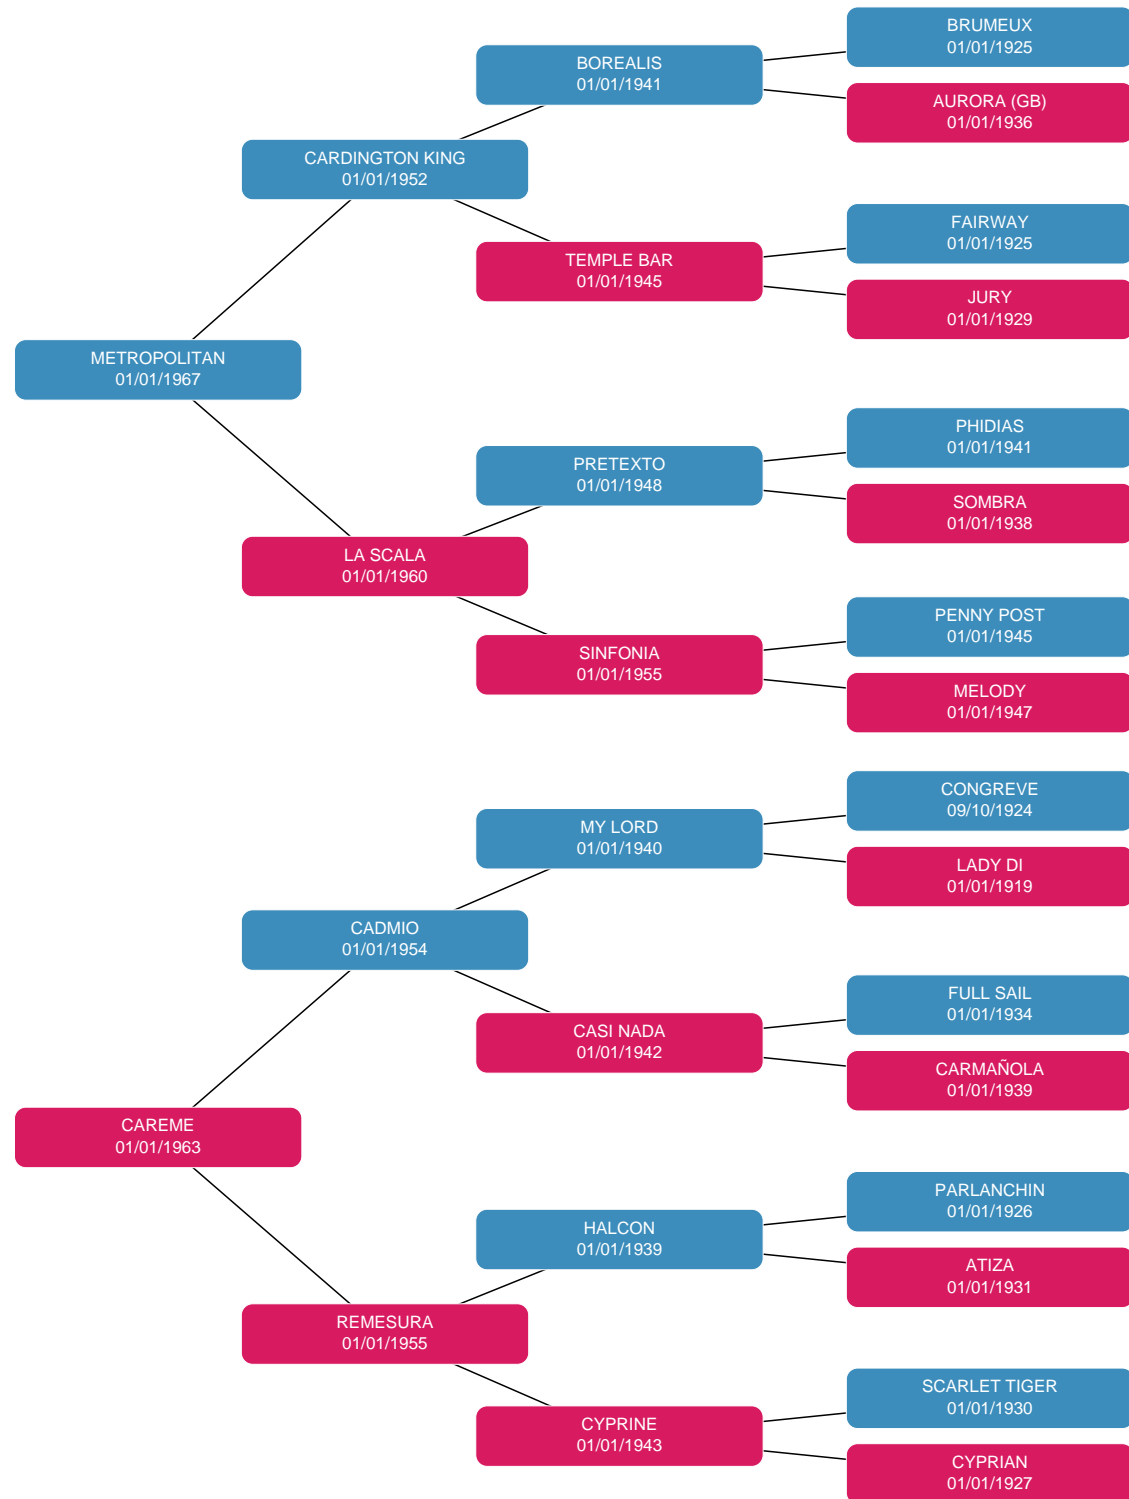 BRUMEUX
01/01/1925
BOREALIS
01/01/1941
AURORA (GB)
01/01/1936
CARDINGTON KING
01/01/1952
FAIRWAY
01/01/1925
TEMPLE BAR
01/01/1945
JURY
01/01/1929
METROPOLITAN
01/01/1967
PHIDIAS
01/01/1941
PRETEXTO
01/01/1948
SOMBRA
01/01/1938
LA SCALA
01/01/1960
PENNY POST
01/01/1945
SINFONIA
01/01/1955
MELODY
01/01/1947
CONGREVE
09/10/1924
MY LORD
01/01/1940
LADY DI
01/01/1919
CADMIO
01/01/1954
FULL SAIL
01/01/1934
CASI NADA
01/01/1942
CARMAÑOLA
01/01/1939
CAREME
01/01/1963
PARLANCHIN
01/01/1926
HALCON
01/01/1939
ATIZA
01/01/1931
REMESURA
01/01/1955
SCARLET TIGER
01/01/1930
CYPRINE
01/01/1943
CYPRIAN
01/01/1927